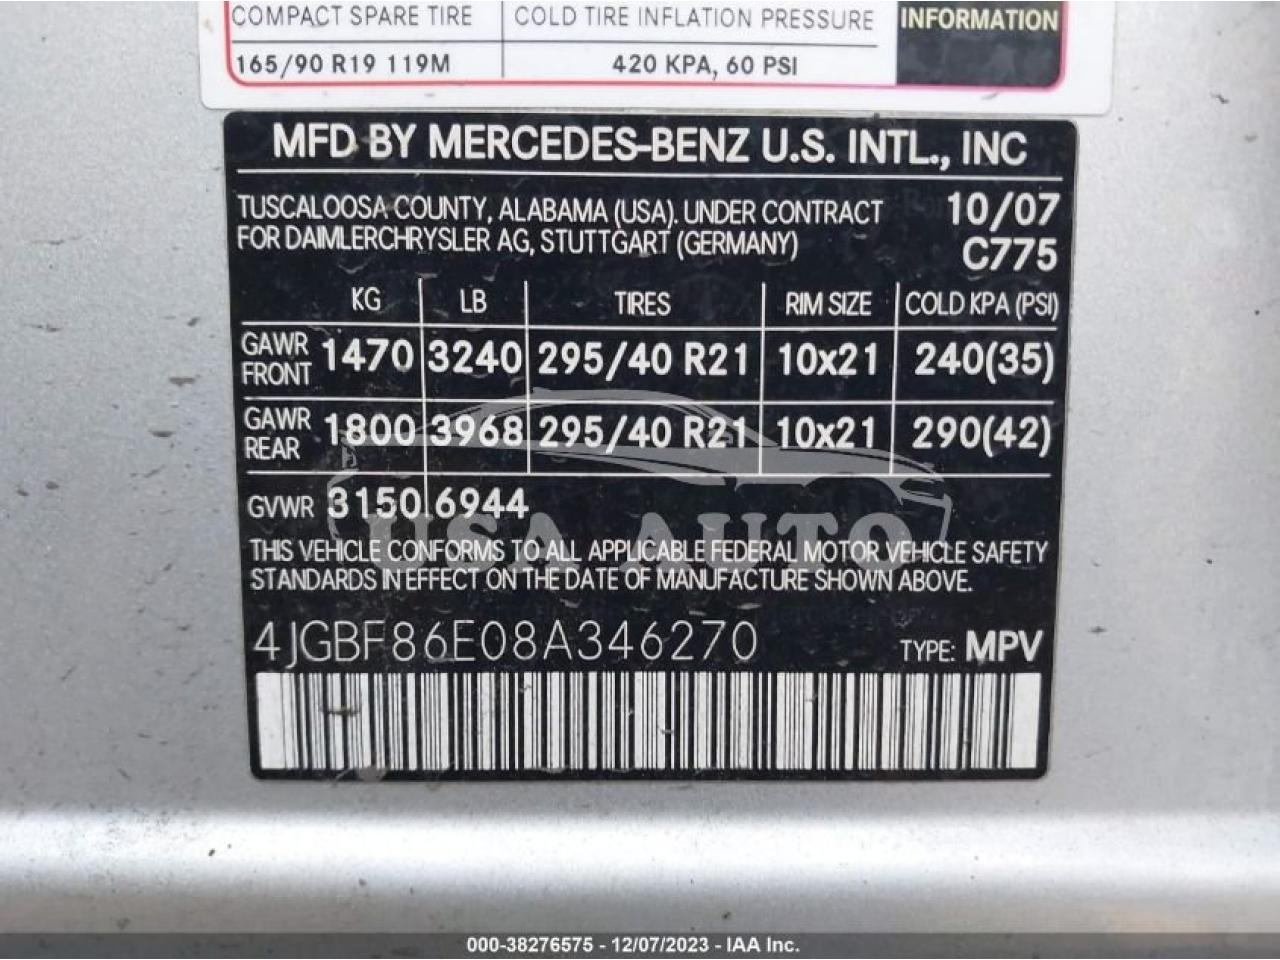 COMPACT SPARE TIRE COLD TIRE INFLATION PRESSURE INFORMATION
165/90 R19 119M 420 KPA, 60 PSI
MFD BY MERCEDES-BENZ U.S. INTL., INC
TUSCALOOSA COUNTY, ALABAMA (USA). UNDER CONTRACT 10/07
FOR DAIMLERCHRYSLER AG, STUTTGART (GERMANY) C775
KG LB TIRES RIM SIZE COLD KPA (PSI)
GAWR FRONT 1470 3240 295/40 R21 10x21 240(35)
GAWR REAR 1800 3968 295/40 R21 10x21 290(42)
GVWR 3150 6944
USA AUTO
THIS VEHICLE CONFORMS TO ALL APPLICABLE FEDERAL MOTOR VEHICLE SAFETY
STANDARDS IN EFFECT ON THE DATE OF MANUFACTURE SHOWN ABOVE.
4JGBF86E08A346270 TYPE: MPV
000-38276575 - 12/07/2023 - IAA Inc.